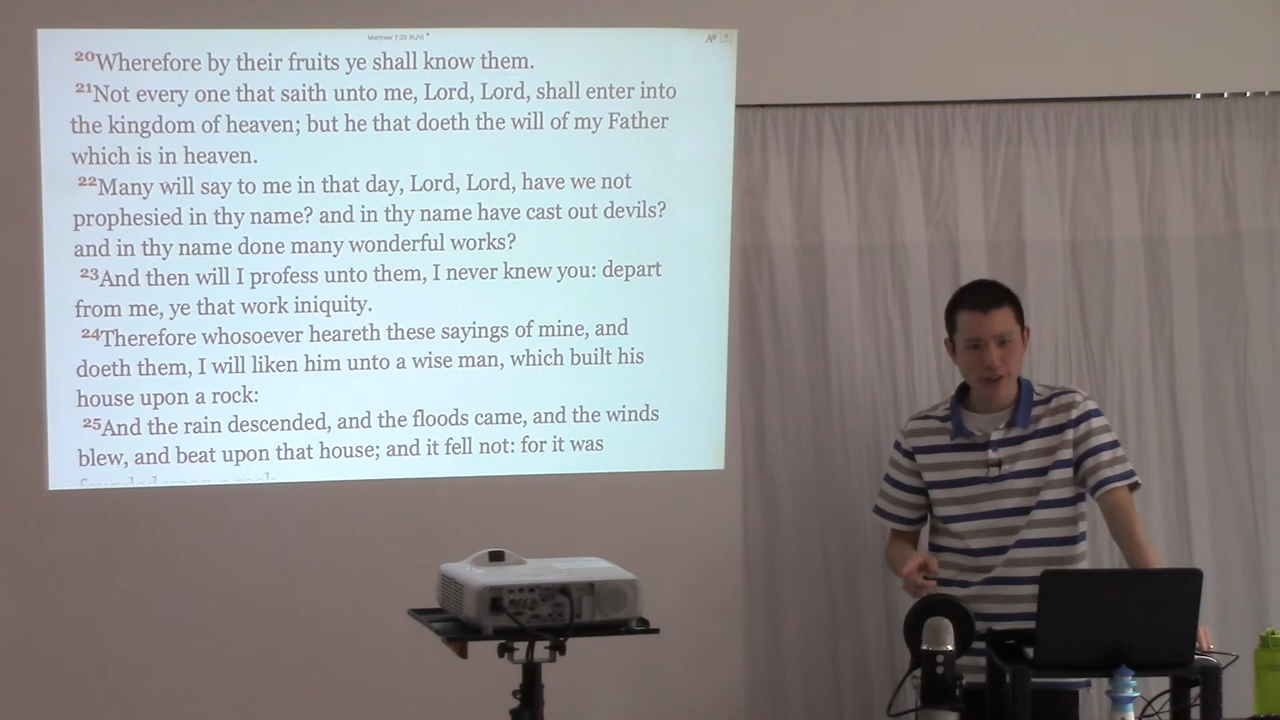 Matthew 7:20 (KJV)
20Wherefore by their fruits ye shall know them.
21Not every one that saith unto me, Lord, Lord, shall enter into
the kingdom of heaven; but he that doeth the will of my Father
which is in heaven.
22Many will say to me in that day, Lord, Lord, have we not
prophesied in thy name? and in thy name have cast out devils?
and in thy name done many wonderful works?
23And then will I profess unto them, I never knew you: depart
from me, ye that work iniquity.
24Therefore whosoever heareth these sayings of mine, and
doeth them, I will liken him unto a wise man, which built his
house upon a rock:
25And the rain descended, and the floods came, and the winds
blew, and beat upon that house; and it fell not: for it was
founded upon a rock